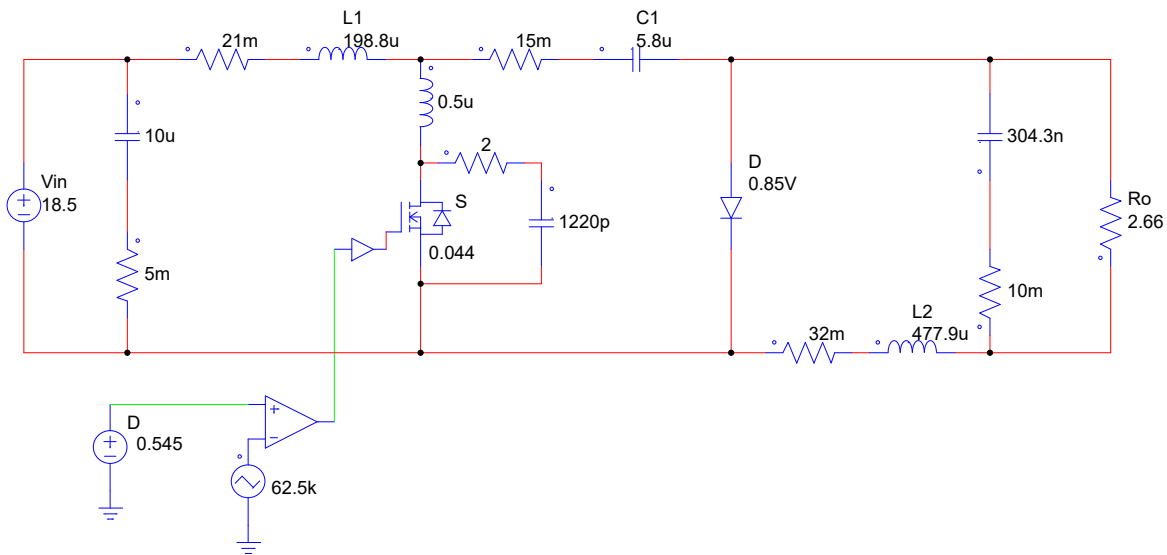 L1
198.8u
21m
C1
5.8u
15m
0.5u
10u
2
304.3n
D
0.85V
Vin
18.5
S
0.044
1220p
Ro
2.66
5m
10m
L2
477.9u
32m
+
−
D
0.545
62.5k